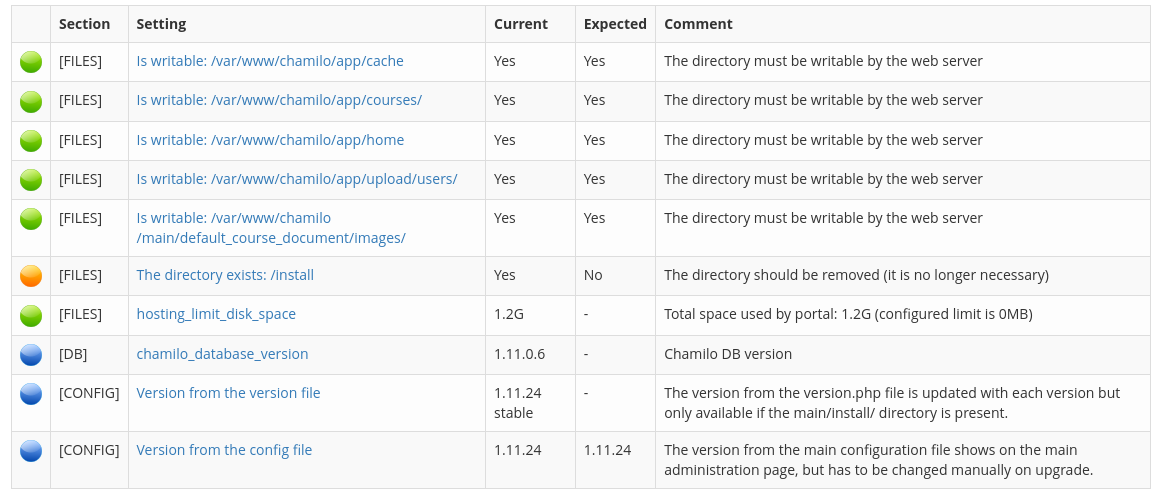 Section Setting Current Expected Comment
[FILES] Is writable: /var/www/chamilo/app/cache Yes Yes The directory must be writable by the web server
[FILES] Is writable: /var/www/chamilo/app/courses/ Yes Yes The directory must be writable by the web server
[FILES] Is writable: /var/www/chamilo/app/home Yes Yes The directory must be writable by the web server
[FILES] Is writable: /var/www/chamilo/app/upload/users/ Yes Yes The directory must be writable by the web server
[FILES] Is writable: /var/www/chamilo Yes Yes The directory must be writable by the web server
/main/default_course_document/images/
[FILES] The directory exists: /install Yes No The directory should be removed (it is no longer necessary)
[FILES] hosting_limit_disk_space 1.2G - Total space used by portal: 1.2G (configured limit is 0MB)
[DB] chamilo_database_version 1.11.0.6 - Chamilo DB version
[CONFIG] Version from the version file 1.11.24 - The version from the version.php file is updated with each version but
stable only available if the main/install/ directory is present.
[CONFIG] Version from the config file 1.11.24 1.11.24 The version from the main configuration file shows on the main
administration page, but has to be changed manually on upgrade.